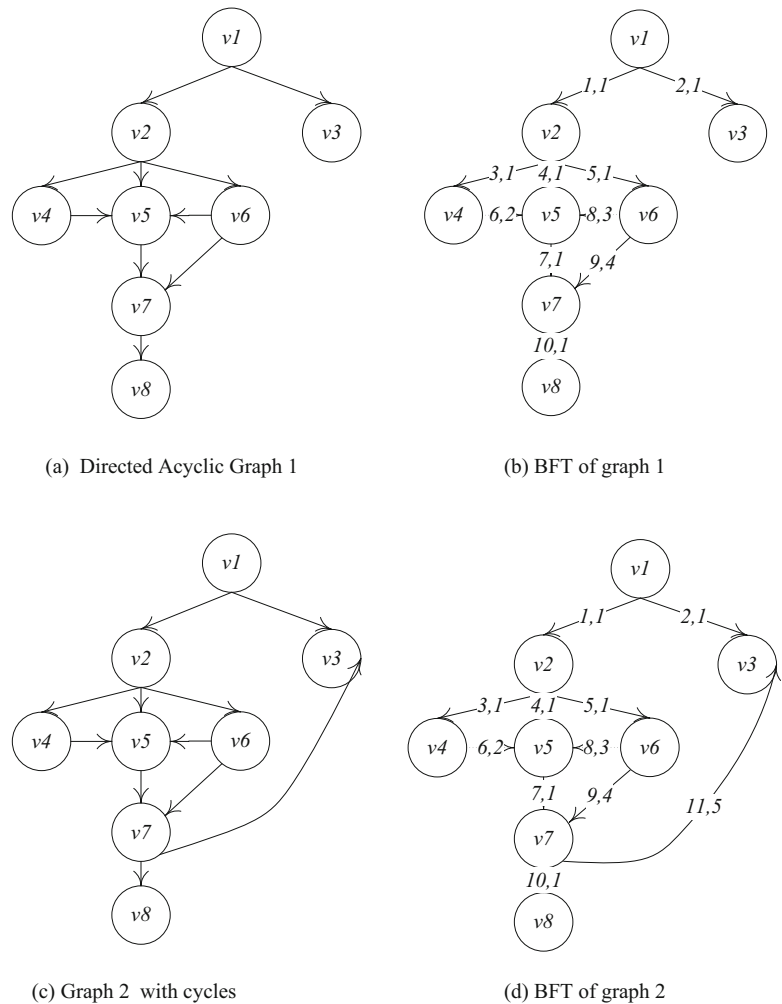 v1
v2
v3
v4
v5
v6
v7
v8
(a) Directed Acyclic Graph 1
v1
1,1
2,1
v2
v3
3,1
4,1
5,1
v4
6,2
v5
8,3
v6
7,1
9,4
v7
10,1
v8
(b) BFT of graph 1
v1
v2
v3
v4
v5
v6
v7
v8
(c) Graph 2 with cycles
v1
1,1
2,1
v2
v3
3,1
4,1
5,1
v4
6,2
v5
8,3
v6
7,1
9,4
11,5
v7
10,1
v8
(d) BFT of graph 2